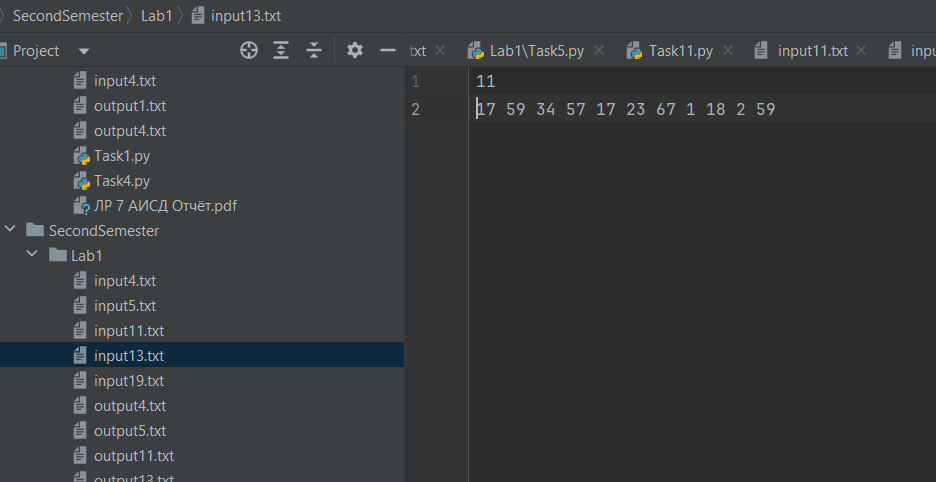 SecondSemester Lab1 input13.txt
Project
input4.txt
output1.txt
output4.txt
Task1.py
Task4.py
ЛР 7 АИСД Отчёт.pdf
SecondSemester
Lab1
input4.txt
input5.txt
input11.txt
input13.txt
input19.txt
output4.txt
output5.txt
output11.txt
output13.txt
txt Lab1\Task5.py Task11.py input11.txt inpu
1 11
2 17 59 34 57 17 23 67 1 18 2 59